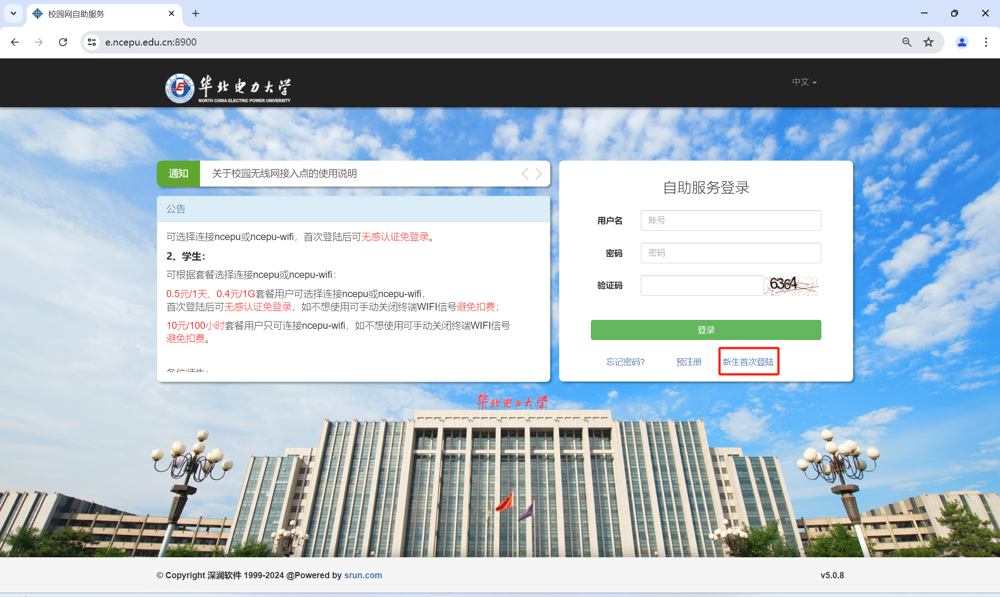 校园网自助服务
e.ncepu.edu.cn:8900
华北电力大学
NORTH CHINA ELECTRIC POWER UNIVERSITY
中文
通知
关于校园无线网接入点的使用说明
公告
可选择连接ncepu或ncepu-wifi，首次登陆后可无感认证免登录。
2、学生：
可根据套餐选择连接ncepu或ncepu-wifi：
0.5元/1天、0.4元/1G套餐用户可选择连接ncepu或ncepu-wifi，
首次登陆后可无感认证免登录，如不想使用可手动关闭终端WIFI信号避免扣费；
10元/100小时套餐用户只可连接ncepu-wifi，如不想使用可手动关闭终端WIFI信号
避免扣费。
各位师生：
自助服务登录
用户名
账号
密码
密码
验证码
6364
登录
忘记密码?
预注册
新生首次登陆
华北电力大学
© Copyright 深澜软件 1999-2024 @Powered by srun.com
v5.0.8